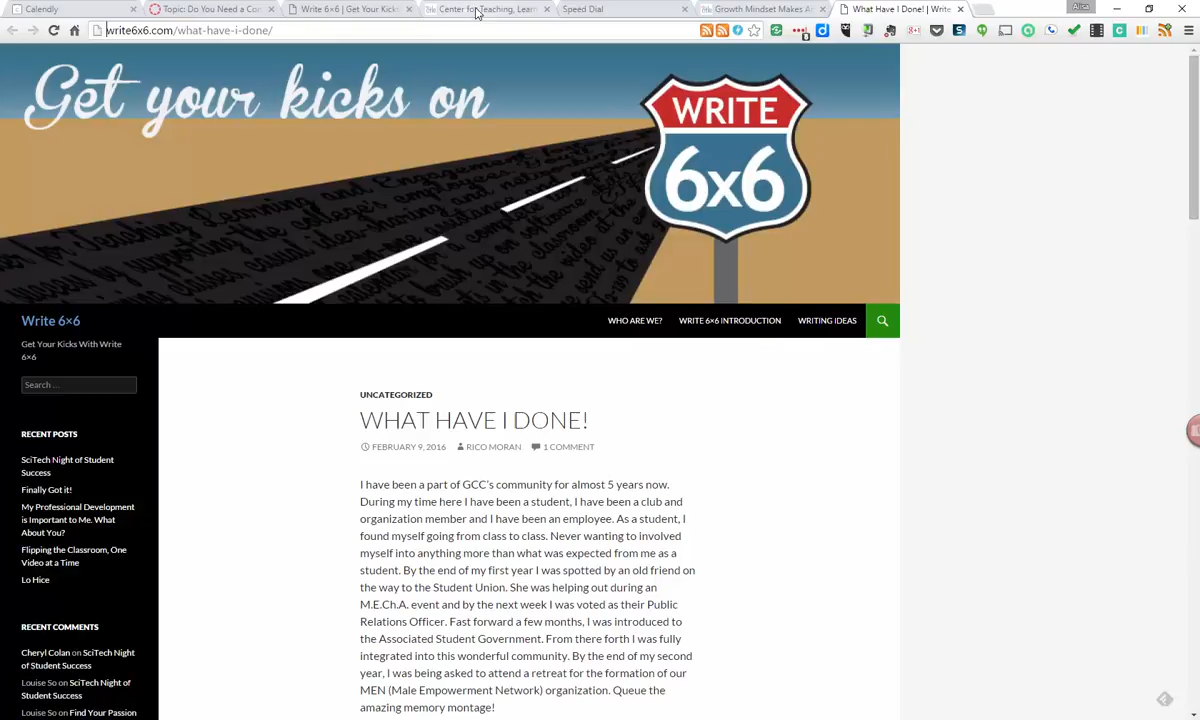 Calendly
Topic: Do You Need a Con
Write 6×6 | Get Your Kick
Center for Teaching, Learn
Speed Dial
Growth Mindset Makes A
What Have I Done! | Write
Alisa
write6x6.com/what-have-i-done/
Get your kicks on
WRITE
6x6
Write 6×6
WHO ARE WE?
WRITE 6×6 INTRODUCTION
WRITING IDEAS
Get Your Kicks With Write
6×6
Search ...
RECENT POSTS
SciTech Night of Student
Success
Finally Got it!
My Professional Development
is Important to Me. What
About You?
Flipping the Classroom, One
Video at a Time
Lo Hice
RECENT COMMENTS
Cheryl Colan on SciTech Night
of Student Success
Louise So on SciTech Night of
Student Success
Louise So on Find Your Passion
UNCATEGORIZED
WHAT HAVE I DONE!
FEBRUARY 9, 2016 RICO MORAN 1 COMMENT
I have been a part of GCC's community for almost 5 years now.
During my time here I have been a student, I have been a club and
organization member and I have been an employee. As a student, I
found myself going from class to class. Never wanting to involved
myself into anything more than what was expected from me as a
student. By the end of my first year I was spotted by an old friend on
the way to the Student Union. She was helping out during an
M.E.Ch.A. event and by the next week I was voted as their Public
Relations Officer. Fast forward a few months, I was introduced to
the Associated Student Government. From there forth I was fully
integrated into this wonderful community. By the end of my second
year, I was being asked to attend a retreat for the formation of our
MEN (Male Empowerment Network) organization. Queue the
amazing memory montage!